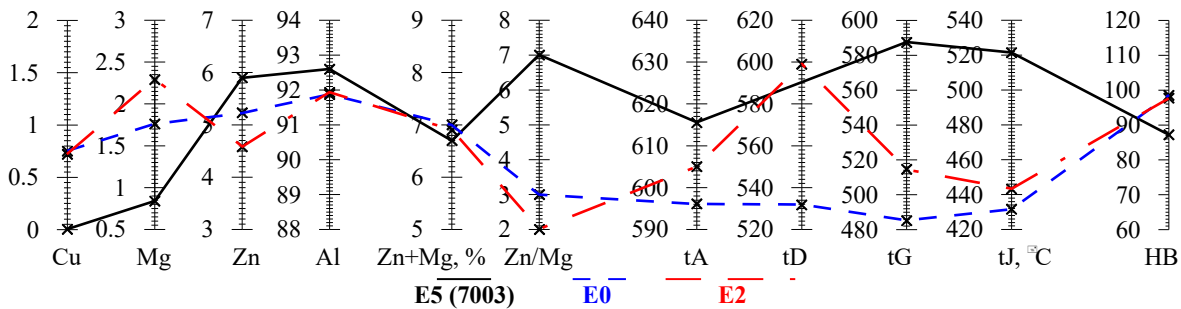 2 3 7 94 9 8 640 620 600 540 120
93 7 580 520 110
2.5 630 600
1.5 6 8
92 6 560 500 100
2 620 580
1 5 91 7 5 540 480 90
1.5 610 560
90 4 520 460 80
0.5 4 6
1 600 540
89 3 500 440 70
0 0.5 3 88 5 2 590 520 480 420 60
Cu Mg Zn Al Zn+Mg, % Zn/Mg tA tD tG tJ, C HB
E5 (7003) E0 E2